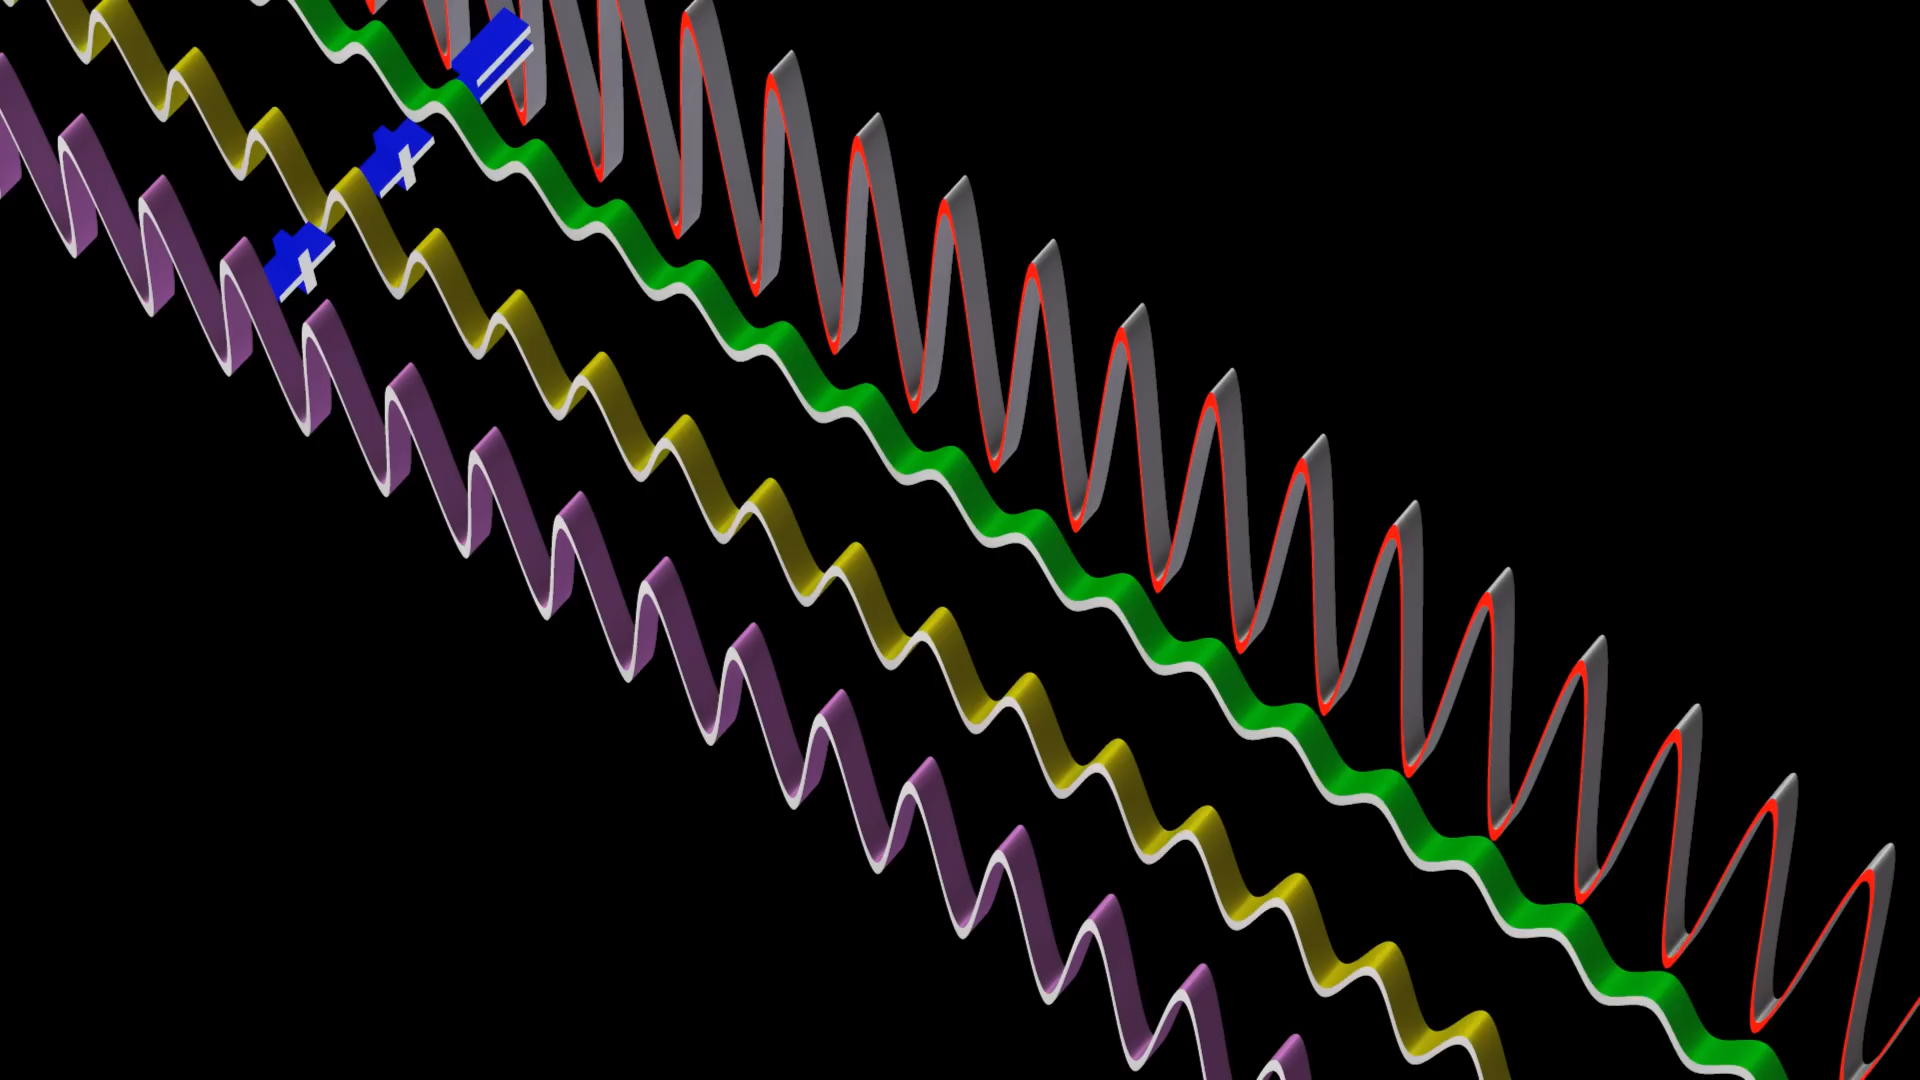 + + =